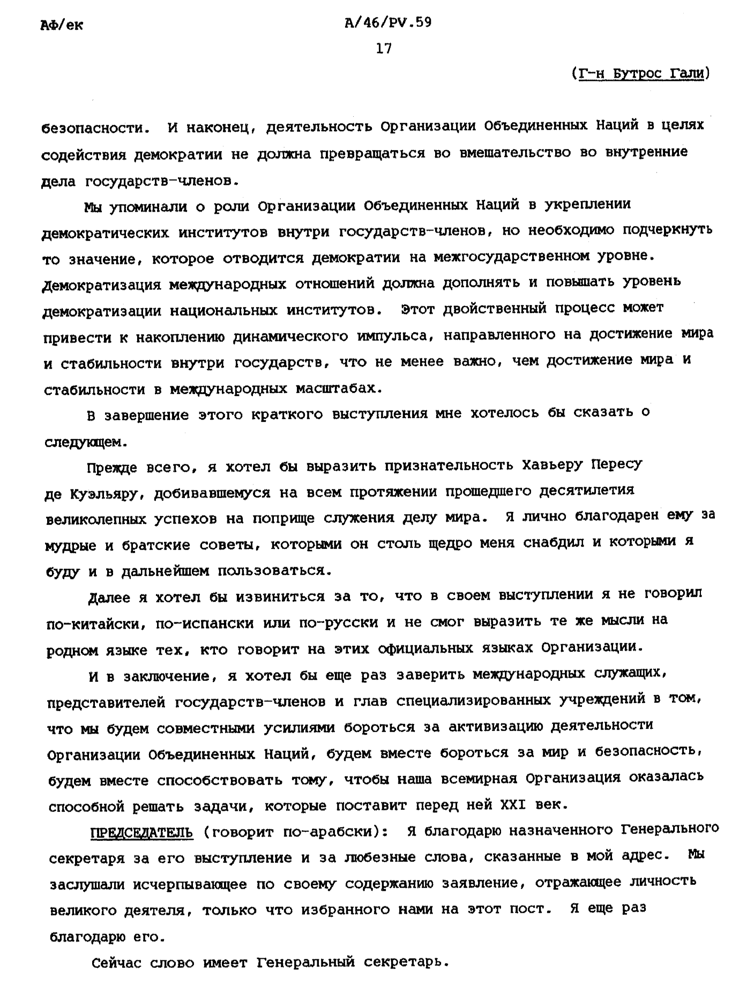 АФ/ек
A/46/PV.59
17
(Г-н Бутрос Гали)
безопасности. И наконец, деятельность Организации Объединенных Наций в целях
содействия демократии не должна превращаться во вмешательство во внутренние
дела государств-членов.
Мы упоминали о роли Организации Объединенных Наций в укреплении
демократических институтов внутри государств-членов, но необходимо подчеркнуть
то значение, которое отводится демократии на межгосударственном уровне.
Демократизация международных отношений должна дополнять и повышать уровень
демократизации национальных институтов. Этот двойственный процесс может
привести к накоплению динамического импульса, направленного на достижение мира
и стабильности внутри государств, что не менее важно, чем достижение мира и
стабильности в международных масштабах.
В завершение этого краткого выступления мне хотелось бы сказать о
следующем.
Прежде всего, я хотел бы выразить признательность Хавьеру Пересу
де Куэльяру, добивавшемуся на всем протяжении прошедшего десятилетия
великолепных успехов на поприще служения делу мира. Я лично благодарен ему за
мудрые и братские советы, которыми он столь щедро меня снабдил и которыми я
буду и в дальнейшем пользоваться.
Далее я хотел бы извиниться за то, что в своем выступлении я не говорил
по-китайски, по-испански или по-русски и не смог выразить те же мысли на
родном языке тех, кто говорит на этих официальных языках Организации.
И в заключение, я хотел бы еще раз заверить международных служащих,
представителей государств-членов и глав специализированных учреждений в том,
что мы будем совместными усилиями бороться за активизацию деятельности
Организации Объединенных Наций, будем вместе бороться за мир и безопасность,
будем вместе способствовать тому, чтобы наша всемирная Организация оказалась
способной решать задачи, которые поставит перед ней XXI век.
ПРЕДСЕДАТЕЛЬ (говорит по-арабски): Я благодарю назначенного Генерального
секретаря за его выступление и за любезные слова, сказанные в мой адрес. Мы
заслушали исчерпывающее по своему содержанию заявление, отражающее личность
великого деятеля, только что избранного нами на этот пост. Я еще раз
благодарю его.
Сейчас слово имеет Генеральный секретарь.